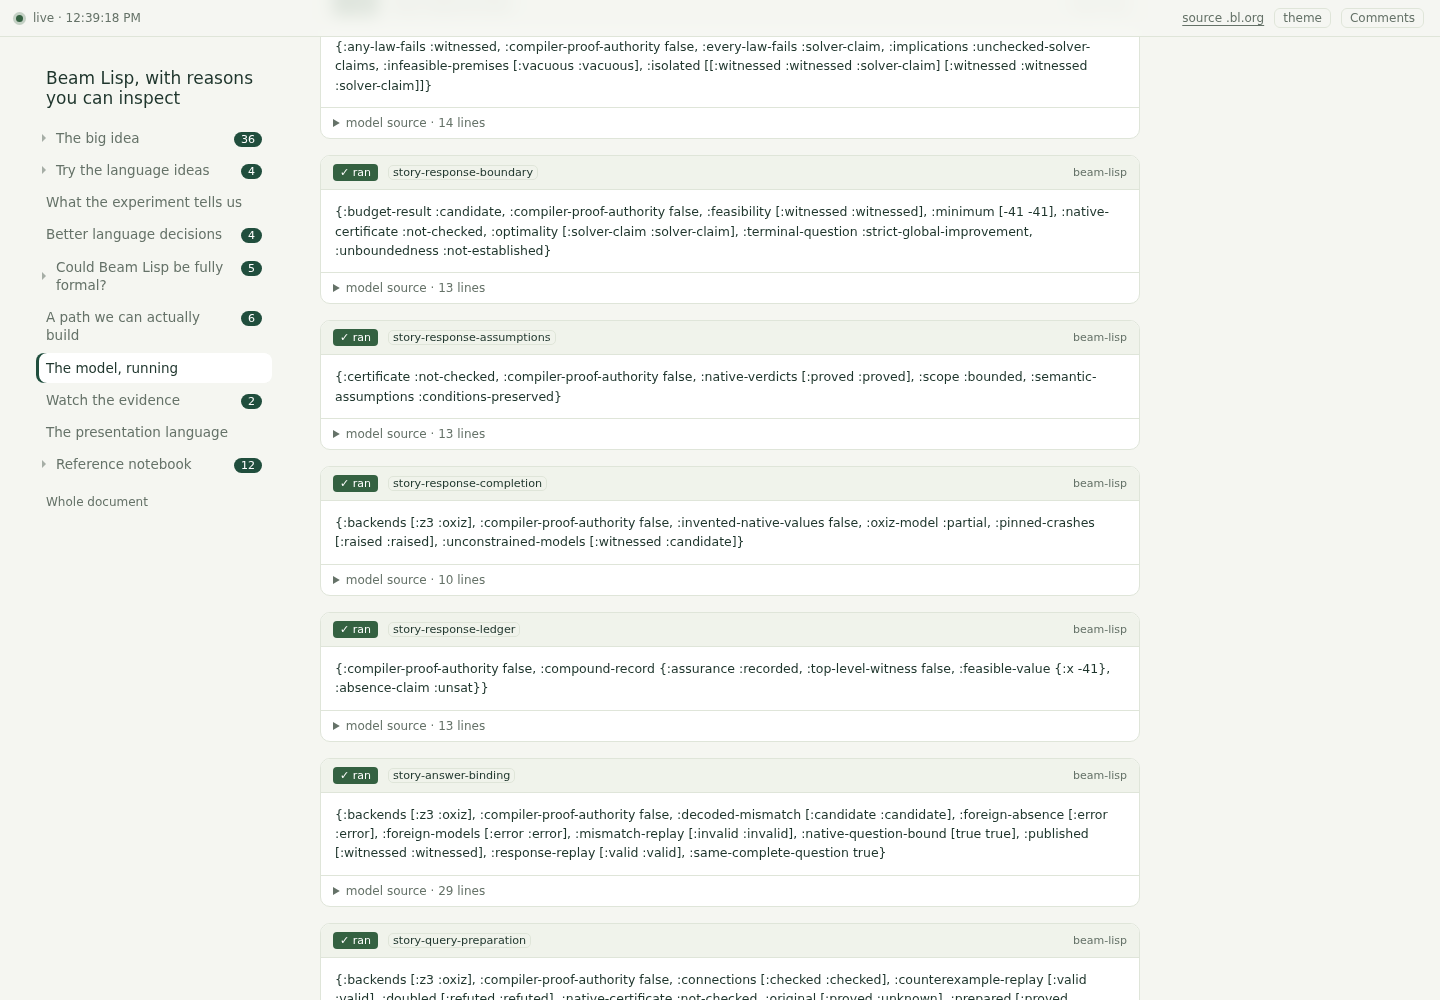 live · 12:39:18 PM
source .bl.org
theme
Comments
Beam Lisp, with reasons
you can inspect
The big idea 36
Try the language ideas 4
What the experiment tells us
Better language decisions 4
Could Beam Lisp be fully 5
formal?
A path we can actually 6
build
The model, running
Watch the evidence 2
The presentation language
Reference notebook 12
Whole document
{:any-law-fails :witnessed, :compiler-proof-authority false, :every-law-fails :solver-claim, :implications :unchecked-solver-
claims, :infeasible-premises [:vacuous :vacuous], :isolated [[:witnessed :witnessed :solver-claim] [:witnessed :witnessed
:solver-claim]]}
model source · 14 lines
✓ ran story-response-boundary beam-lisp
{:budget-result :candidate, :compiler-proof-authority false, :feasibility [:witnessed :witnessed], :minimum [-41 -41], :native-
certificate :not-checked, :optimality [:solver-claim :solver-claim], :terminal-question :strict-global-improvement,
:unboundedness :not-established}
model source · 13 lines
✓ ran story-response-assumptions beam-lisp
{:certificate :not-checked, :compiler-proof-authority false, :native-verdicts [:proved :proved], :scope :bounded, :semantic-
assumptions :conditions-preserved}
model source · 13 lines
✓ ran story-response-completion beam-lisp
{:backends [:z3 :oxiz], :compiler-proof-authority false, :invented-native-values false, :oxiz-model :partial, :pinned-crashes
[:raised :raised], :unconstrained-models [:witnessed :candidate]}
model source · 10 lines
✓ ran story-response-ledger beam-lisp
{:compiler-proof-authority false, :compound-record {:assurance :recorded, :top-level-witness false, :feasible-value {:x -41},
:absence-claim :unsat}}
model source · 13 lines
✓ ran story-answer-binding beam-lisp
{:backends [:z3 :oxiz], :compiler-proof-authority false, :decoded-mismatch [:candidate :candidate], :foreign-absence [:error
:error], :foreign-models [:error :error], :mismatch-replay [:invalid :invalid], :native-question-bound [true true], :published
[:witnessed :witnessed], :response-replay [:valid :valid], :same-complete-question true}
model source · 29 lines
✓ ran story-query-preparation beam-lisp
{:backends [:z3 :oxiz], :compiler-proof-authority false, :connections [:checked :checked], :counterexample-replay [:valid
:valid], :doubled [:refuted :refuted], :native-certificate :not-checked, :original [:proved :unknown], :prepared [:proved